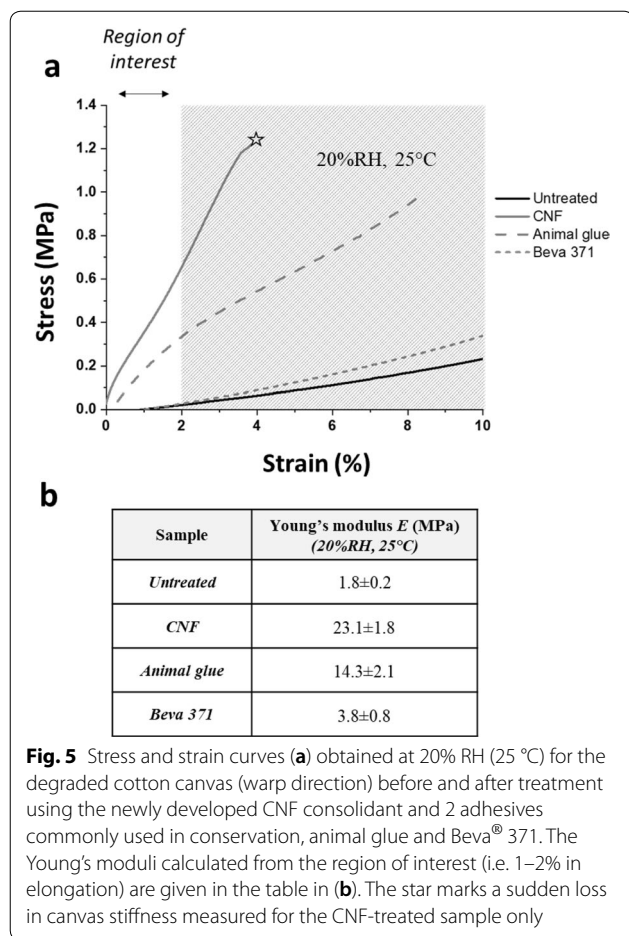 Region of
interest
a
1.4
1.2
1.0
0.8
0.6
0.4
0.2
0.0
Stress (MPa)
20%RH, 25°C
Untreated
CNF
Animal glue
Beva 371
0 2 4 6 8 10
Strain (%)
b
Sample Young's modulus E (MPa)
(20%RH, 25°C)
Untreated 1.8±0.2
CNF 23.1±1.8
Animal glue 14.3±2.1
Beva 371 3.8±0.8
Fig. 5 Stress and strain curves (a) obtained at 20% RH (25 °C) for the
degraded cotton canvas (warp direction) before and after treatment
using the newly developed CNF consolidant and 2 adhesives
commonly used in conservation, animal glue and Beva® 371. The
Young's moduli calculated from the region of interest (i.e. 1–2% in
elongation) are given in the table in (b). The star marks a sudden loss
in canvas stiffness measured for the CNF-treated sample only